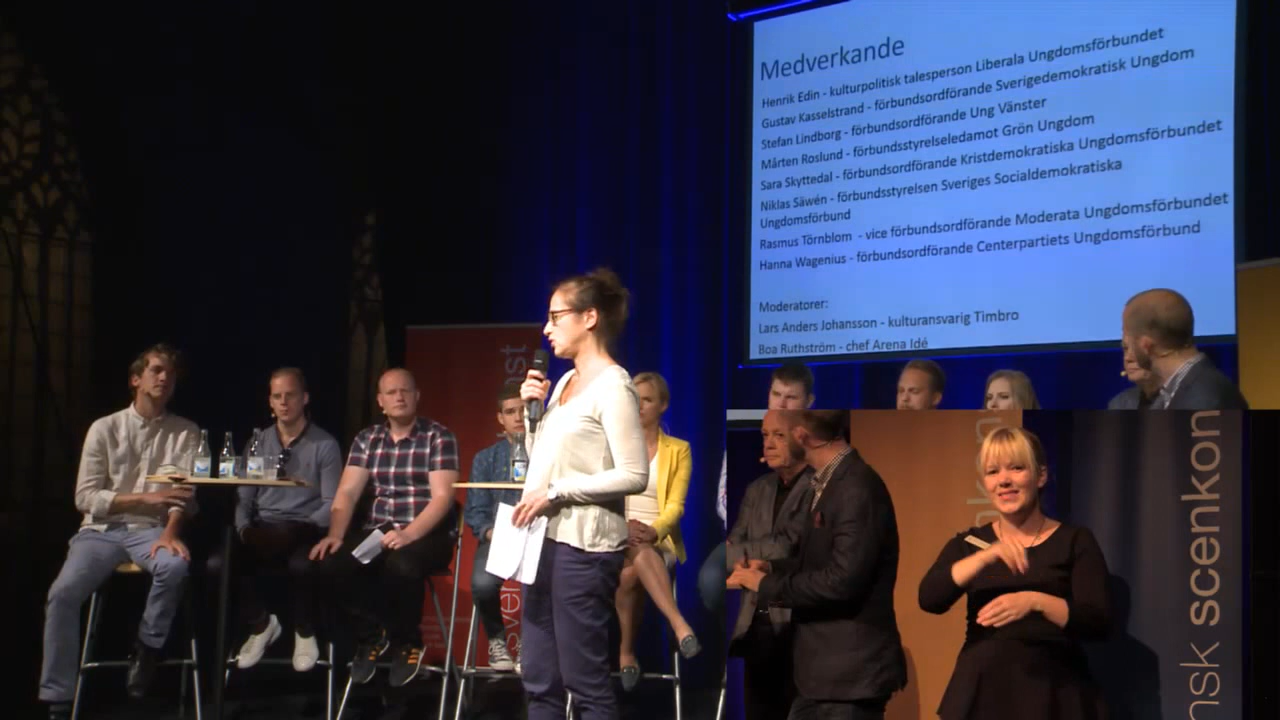 Medverkande
Henrik Edin - kulturpolitisk talesperson Liberala Ungdomsförbundet
Gustav Kasselstrand - förbundsordförande Sverigedemokratisk Ungdom
Stefan Lindborg - förbundsordförande Ung Vänster
Mårten Roslund - förbundsstyrelseledamot Grön Ungdom
Sara Skyttedal - förbundsordförande Kristdemokratiska Ungdomsförbundet
Niklas Säwén - förbundsstyrelsen Sveriges Socialdemokratiska
Ungdomsförbund
Rasmus Törnblom - vice förbundsordförande Moderata Ungdomsförbundet
Hanna Wagenius - förbundsordförande Centerpartiets Ungdomsförbund
Moderatorer:
Lars Anders Johansson - kulturansvarig Timbro
Boa Ruthström - chef Arena Idé
nsk scenkon